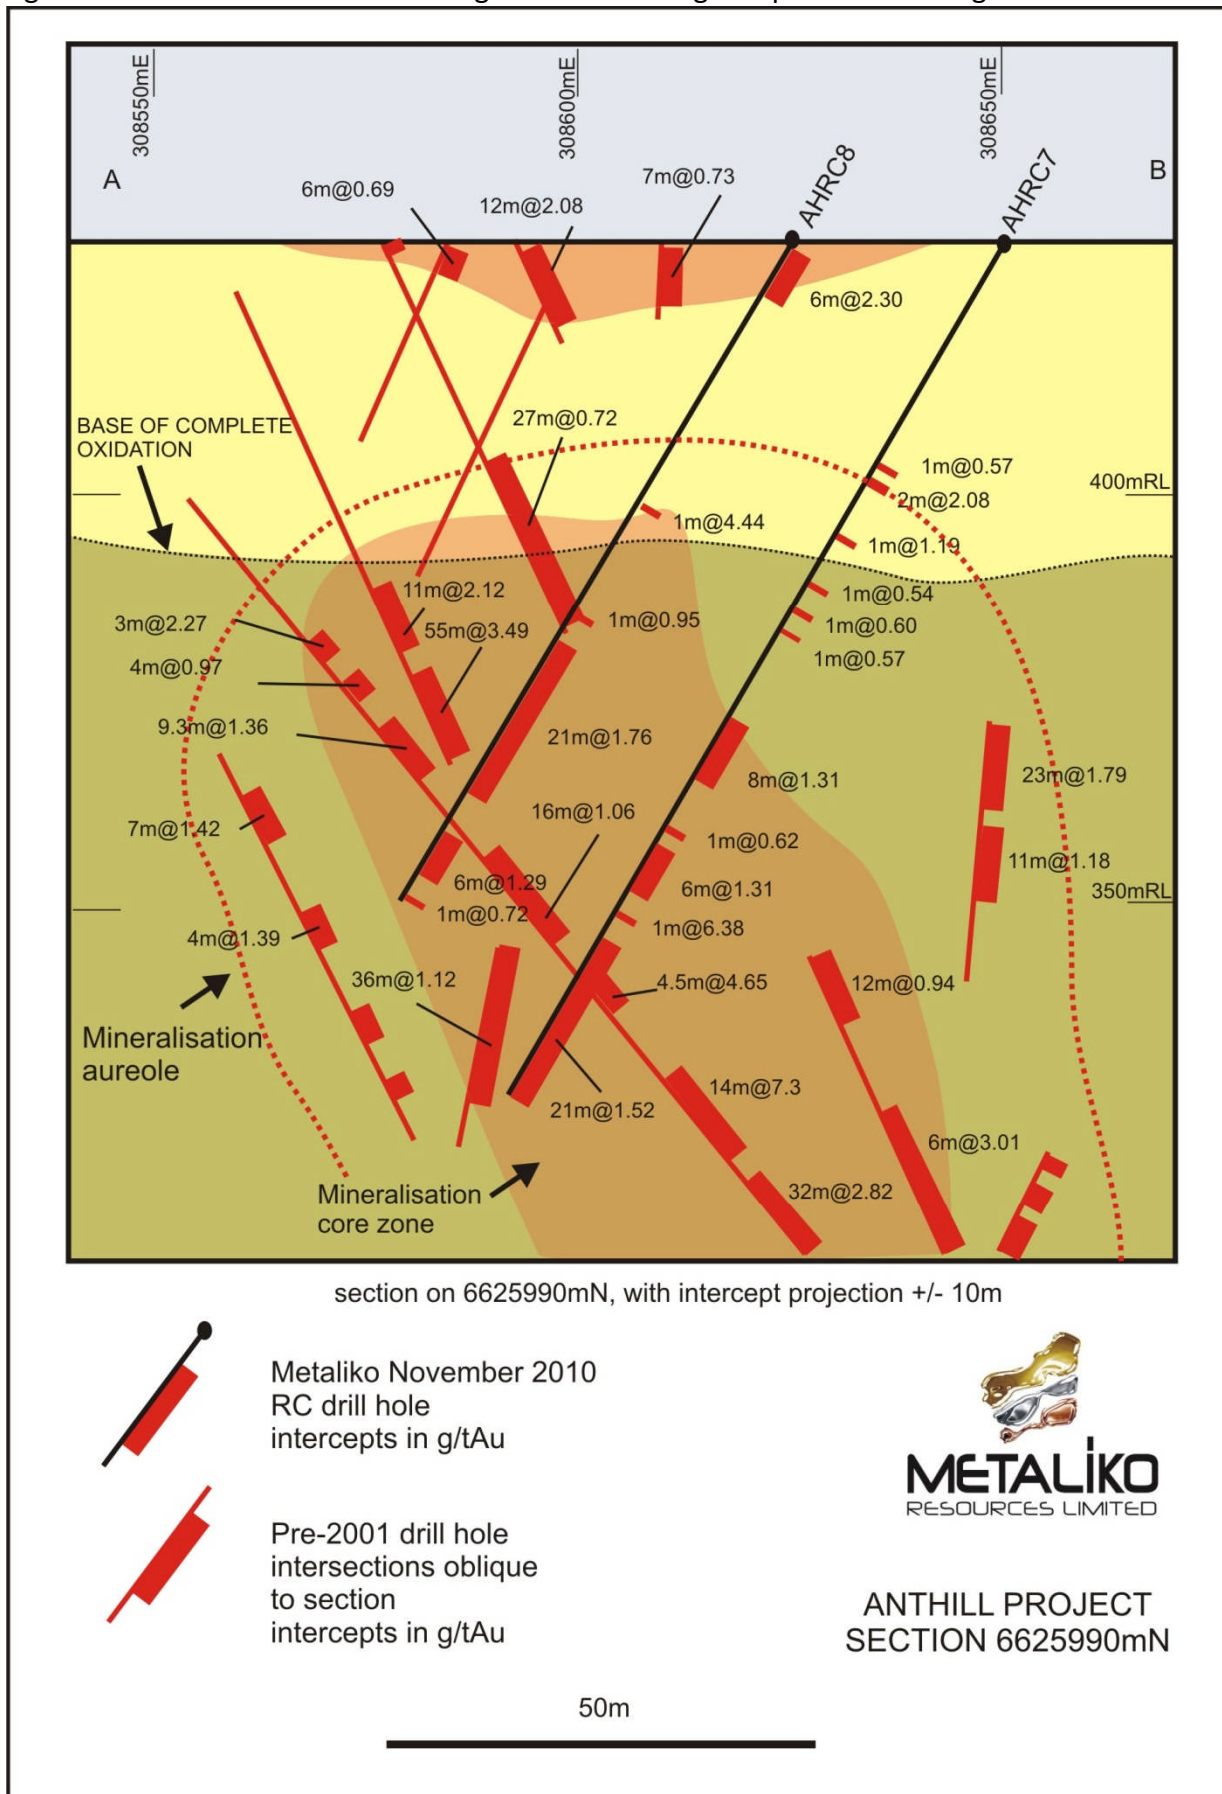 308550mE
308600mE
308650mE
A
B
AHRC8
AHRC7
6m@0.69
12m@2.08
7m@0.73
6m@2.30
27m@0.72
BASE OF COMPLETE
OXIDATION
1m@0.57
400mRL
2m@2.08
1m@4.44
1m@1.19
11m@2.12
1m@0.54
3m@2.27
55m@3.49
1m@0.95
1m@0.60
4m@0.97
1m@0.57
9.3m@1.36
21m@1.76
8m@1.31
23m@1.79
7m@1.42
16m@1.06
1m@0.62
11m@1.18
6m@1.29
6m@1.31
350mRL
1m@0.72
4m@1.39
1m@6.38
36m@1.12
4.5m@4.65
12m@0.94
Mineralisation
aureole
14m@7.3
21m@1.52
6m@3.01
Mineralisation
core zone
32m@2.82
section on 6625990mN, with intercept projection +/- 10m
Metaliko November 2010
RC drill hole
intercepts in g/tAu
METALIKO
RESOURCES LIMITED
Pre-2001 drill hole
intersections oblique
to section
intercepts in g/tAu
ANTHILL PROJECT
SECTION 6625990mN
50m